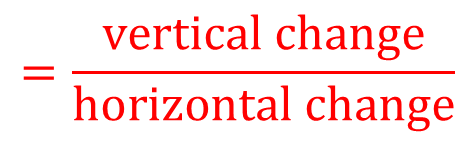 vertical change
=
horizontal change